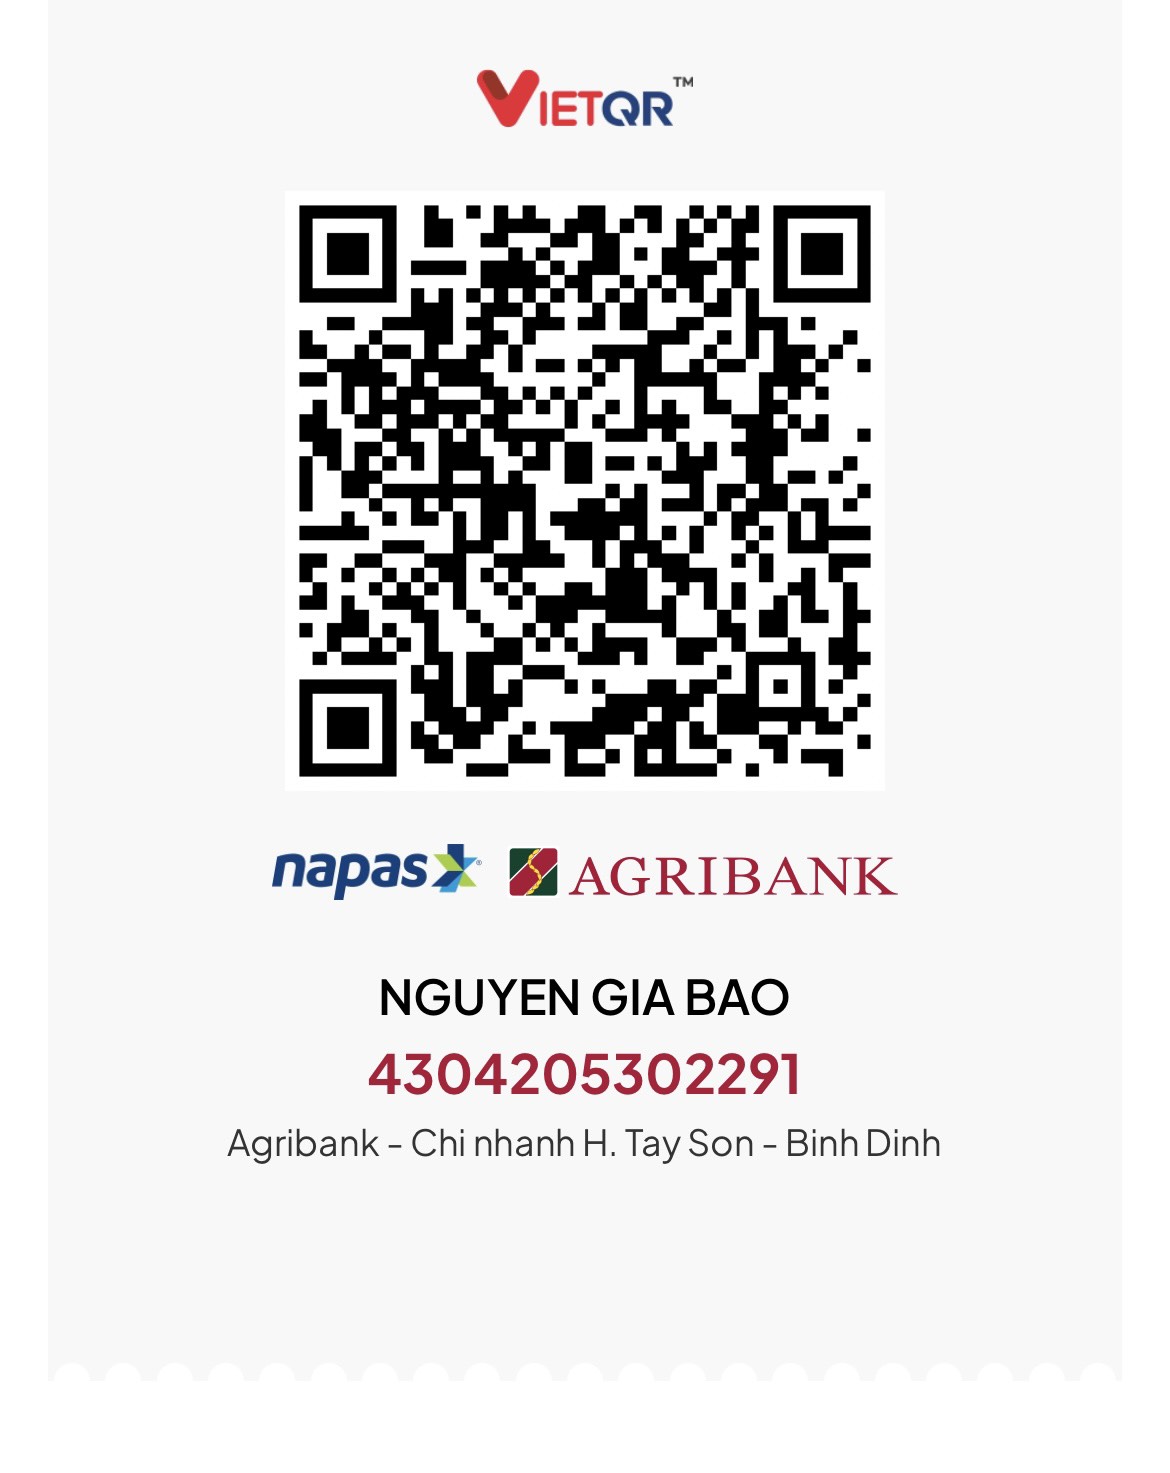 VIETQR™
napas® AGRIBANK
NGUYEN GIA BAO
4304205302291
Agribank - Chi nhanh H. Tay Son - Binh Dinh